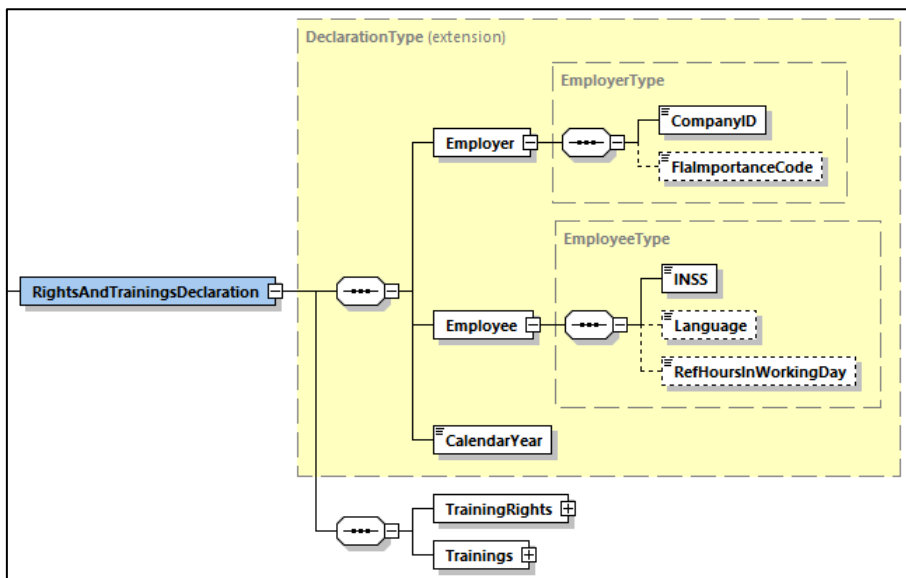 DeclarationType (extension)
EmployerType
CompanyID
Employer
FlaImportanceCode
EmployeeType
INSS
RightsAndTrainingsDeclaration
Employee
Language
RefHoursInWorkingDay
CalendarYear
TrainingRights
Trainings